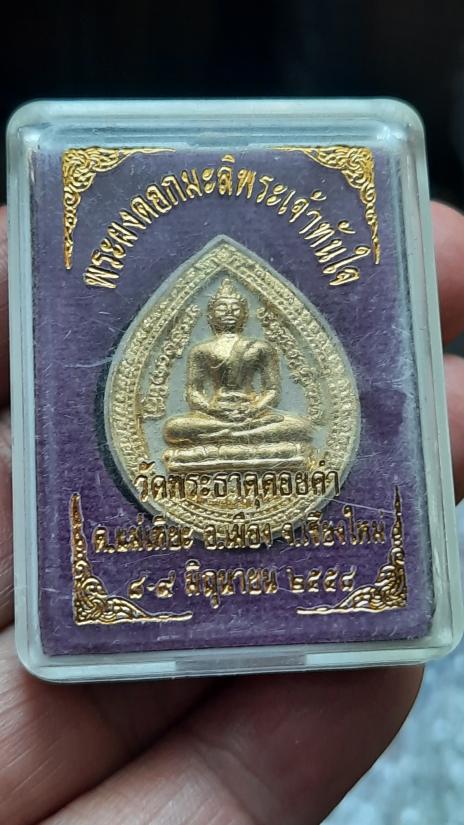 พระผงดอกมะลิพระเจ้าทันใจ
วัดพระธาตุดอยคำ
ต.แม่เหียะ อ.เมือง จ.เชียงใหม่
๘-๙ มิถุนายน ๒๕๕๘